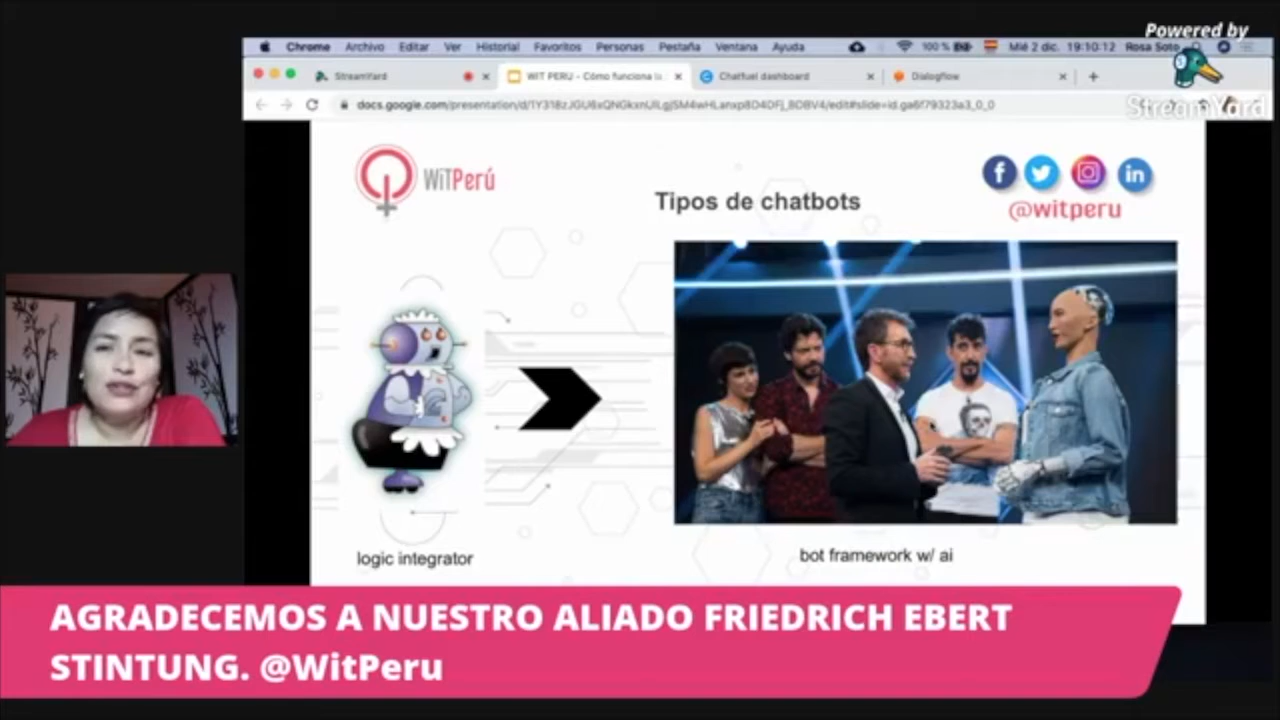 Powered by
StreamYard
Chrome Archivo Editar Ver Historial Favoritos Personas Pestaña Ventana Ayuda 100 % Mié 2 dic. 19:10:12 Rosa Soto
StreamYard WIT PERU - Cómo funciona la Chatfuel dashboard Dialogflow
WiTPerú
Tipos de chatbots
@witperu
logic integrator
bot framework w/ ai
AGRADECEMOS A NUESTRO ALIADO FRIEDRICH EBERT
STINTUNG. @WitPeru